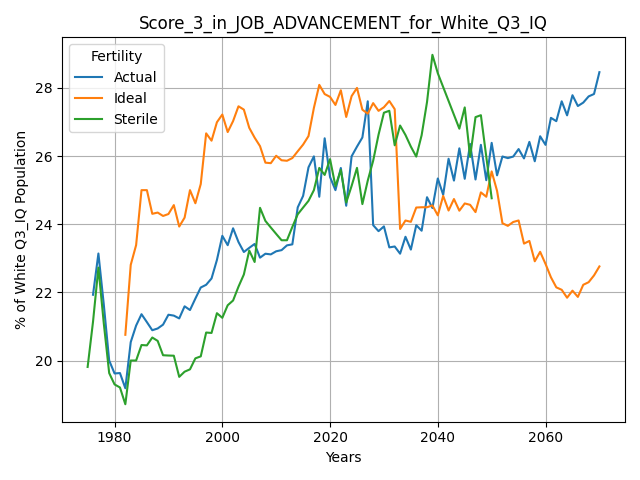 Score_3_in_JOB_ADVANCEMENT_for_White_Q3_IQ
Fertility
Actual
Ideal
Sterile
% of White Q3_IQ Population
28
26
24
22
20
1980
2000
2020
2040
2060
Years